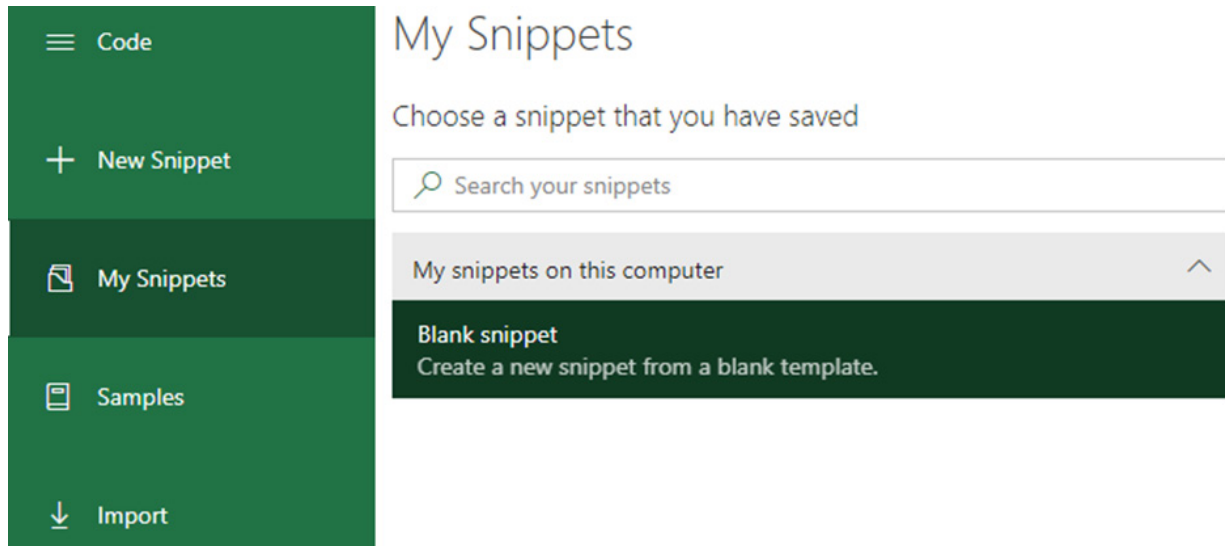 Code
New Snippet
My Snippets
Samples
Import
My Snippets
Choose a snippet that you have saved
Search your snippets
My snippets on this computer
Blank snippet
Create a new snippet from a blank template.